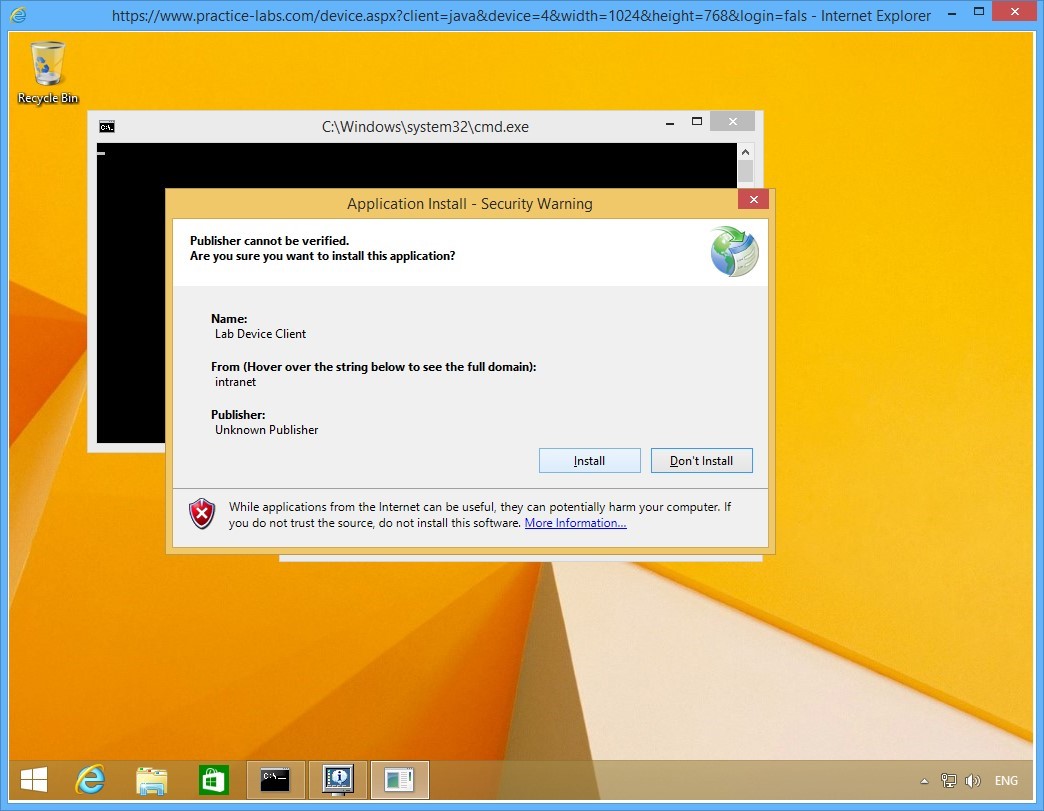 https://www.practice-labs.com/device.aspx?client=java&device=4&width=1024&height=768&login=fals - Internet Explorer
Recycle Bin
C:\Windows\system32\cmd.exe
Application Install - Security Warning
Publisher cannot be verified.
Are you sure you want to install this application?
Name:
Lab Device Client
From (Hover over the string below to see the full domain):
intranet
Publisher:
Unknown Publisher
Install
Don't Install
While applications from the Internet can be useful, they can potentially harm your computer. If
you do not trust the source, do not install this software. More Information...
ENG